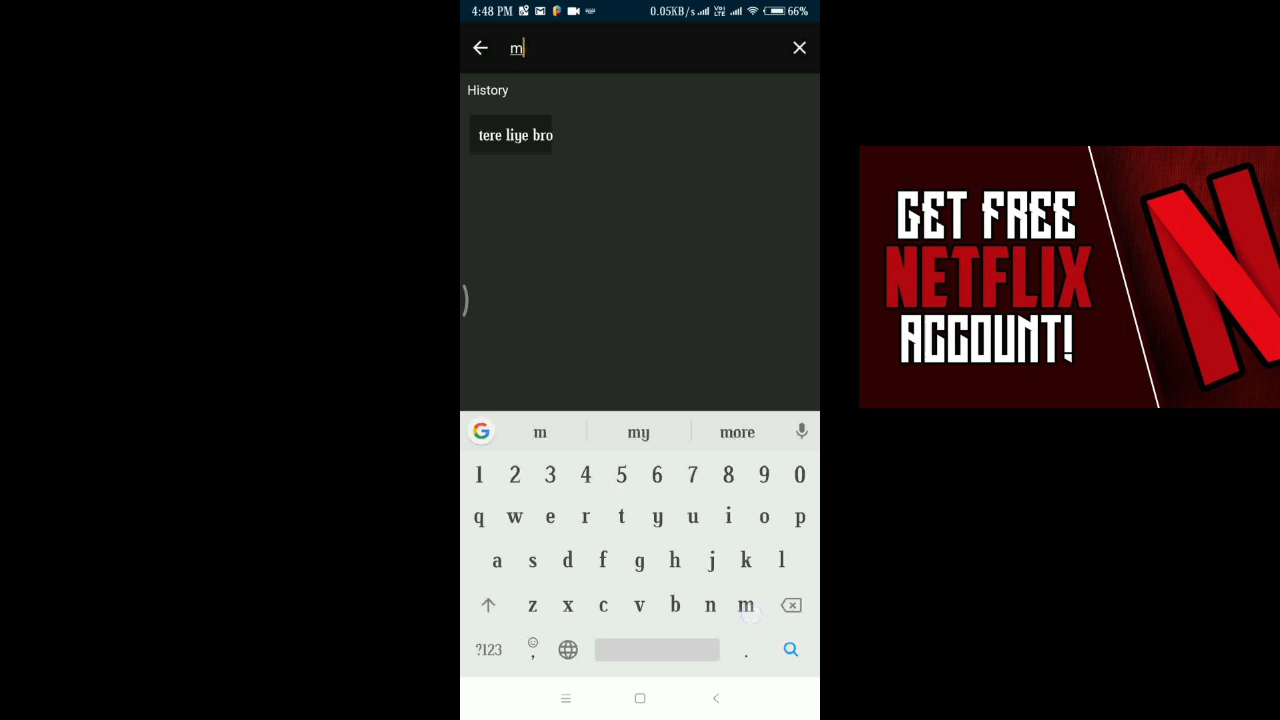 4:48 PM 0.05KB/s VoLTE 66%
m
History
tere liye bro
GET FREE
NETFLIX
ACCOUNT!
m my more
1 2 3 4 5 6 7 8 9 0
q w e r t y u i o p
a s d f g h j k l
z x c v b n m
?123 , .